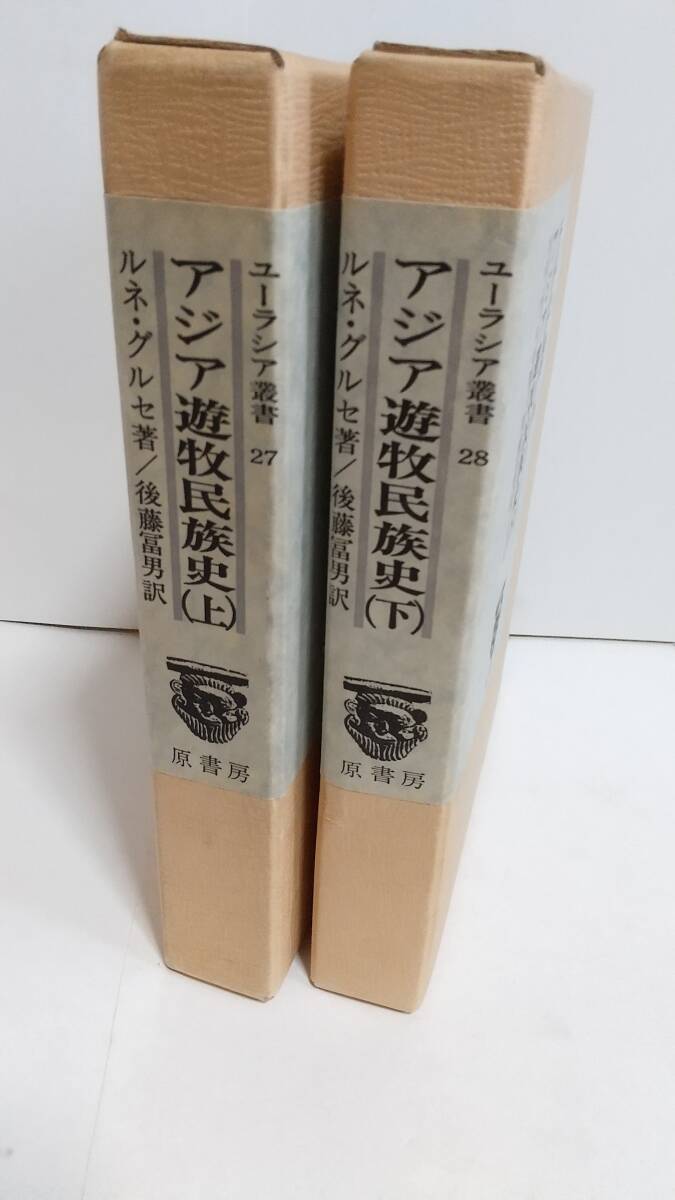 ユーラシア叢書 27
アジア遊牧民族史(上)
ルネ・グルセ著/後藤冨男訳
原書房
ユーラシア叢書 28
アジア遊牧民族史(下)
ルネ・グルセ著/後藤冨男訳
原書房